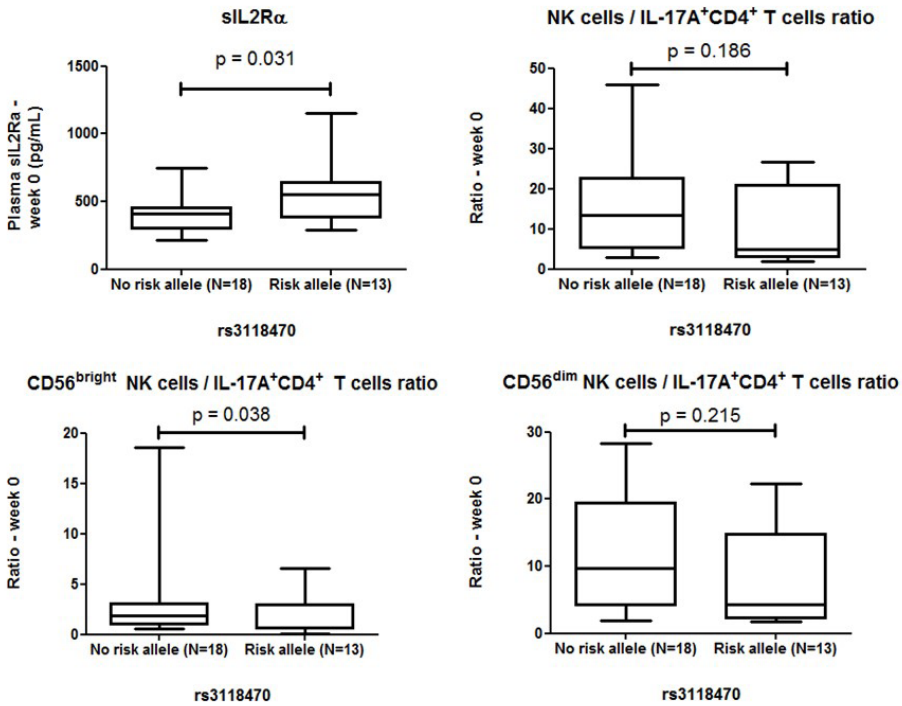 sIL2Rα
p = 0.031
Plasma sIL2Ra -
week 0 (pg/mL)
1500
1000
500
0
No risk allele (N=18) Risk allele (N=13)
rs3118470
NK cells / IL-17A⁺CD4⁺ T cells ratio
p = 0.186
Ratio - week 0
50
40
30
20
10
0
No risk allele (N=18) Risk allele (N=13)
rs3118470
CD56ᵇʳⁱᵍʰᵗ NK cells / IL-17A⁺CD4⁺ T cells ratio
p = 0.038
Ratio - week 0
20
15
10
5
0
No risk allele (N=18) Risk allele (N=13)
rs3118470
CD56ᵈⁱᵐ NK cells / IL-17A⁺CD4⁺ T cells ratio
p = 0.215
Ratio - week 0
30
20
10
0
No risk allele (N=18) Risk allele (N=13)
rs3118470